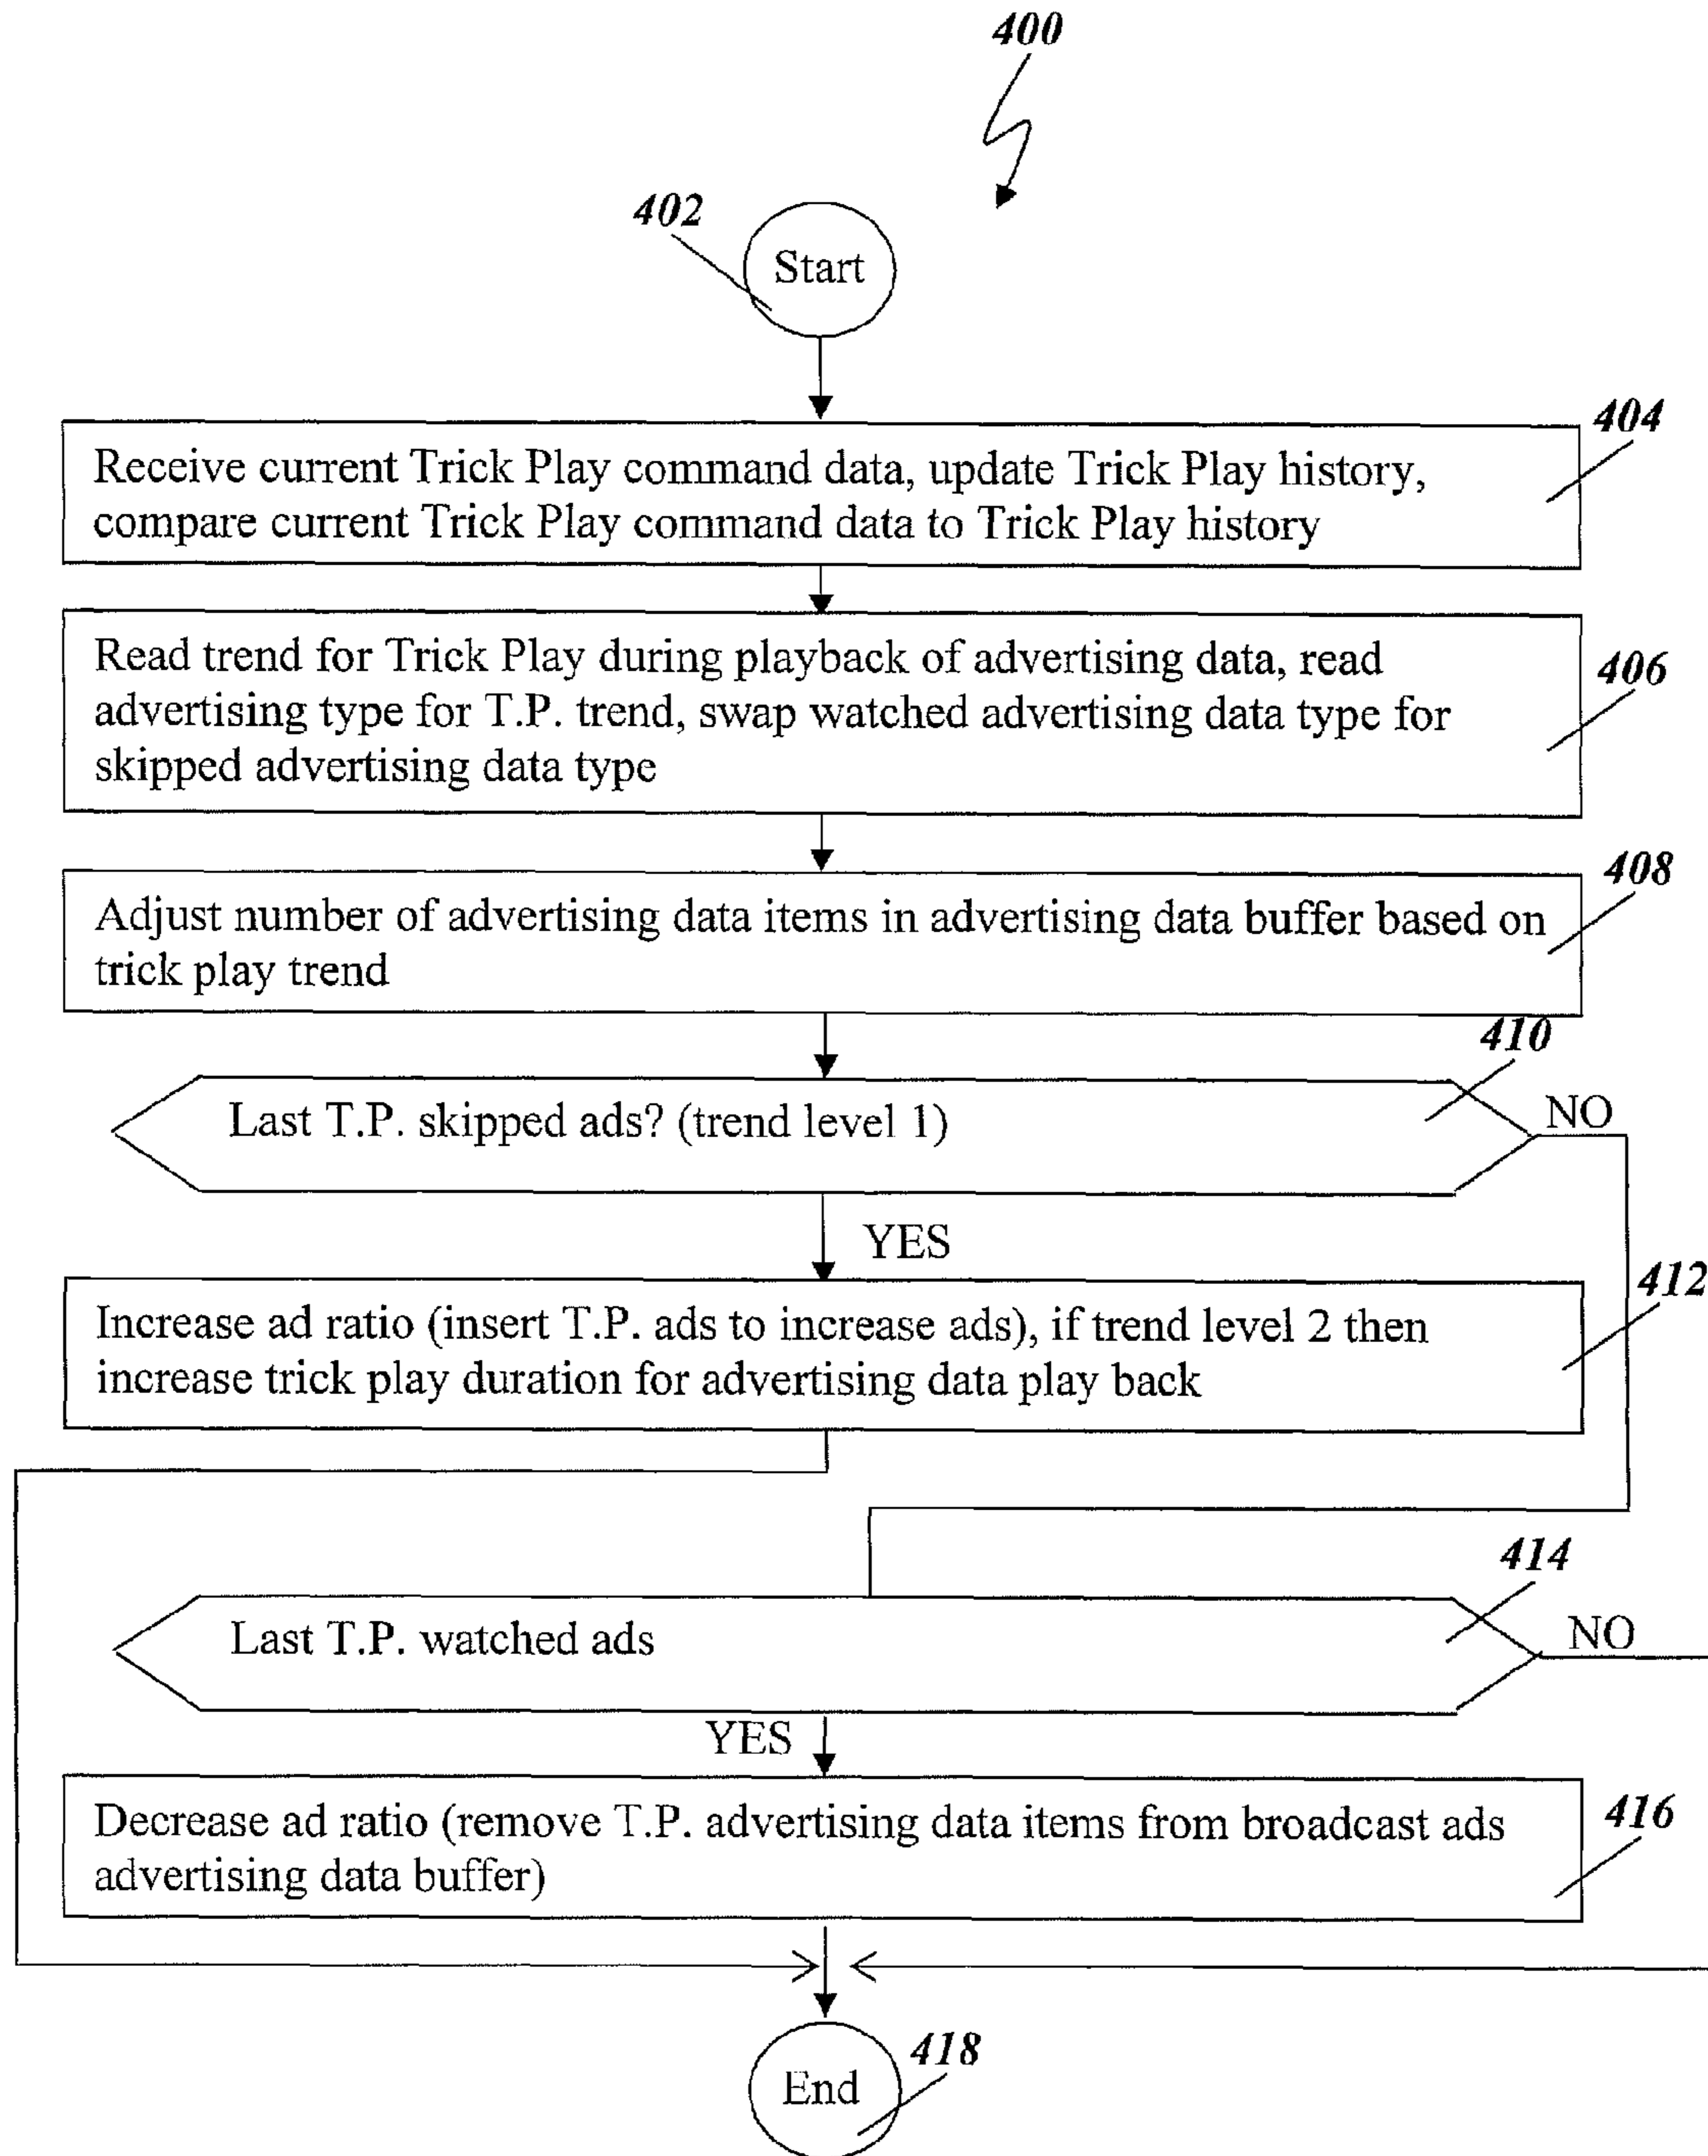 400
402
Start
404
Receive current Trick Play command data, update Trick Play history,
compare current Trick Play command data to Trick Play history
406
Read trend for Trick Play during playback of advertising data, read
advertising type for T.P. trend, swap watched advertising data type for
skipped advertising data type
408
Adjust number of advertising data items in advertising data buffer based on
trick play trend
410
Last T.P. skipped ads? (trend level 1)
NO
YES
412
Increase ad ratio (insert T.P. ads to increase ads), if trend level 2 then
increase trick play duration for advertising data play back
414
Last T.P. watched ads
NO
YES
416
Decrease ad ratio (remove T.P. advertising data items from broadcast ads
advertising data buffer)
418
End